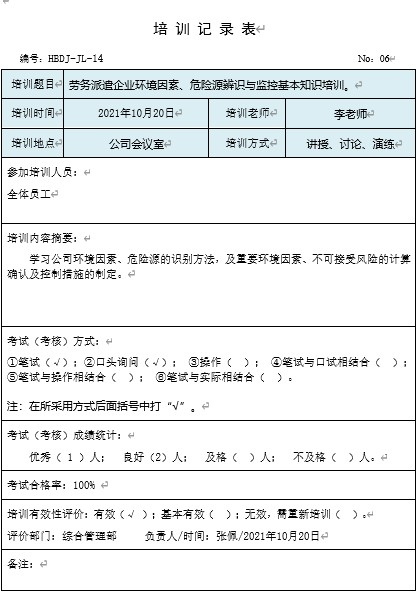 培 训 记 录 表
编号：HBDJ-JL-14 No：06
培训题目 劳务派遣企业环境因素、危险源辨识与监控基本知识培训。
培训时间 2021年10月20日 培训老师 李老师
培训地点 公司会议室 培训方式 讲授、讨论、演练
参加培训人员：
全体员工
培训内容摘要：
学习公司环境因素、危险源的识别方法，及重要环境因素、不可接受风险的计算
确认及控制措施的制定。
考试（考核）方式：
①笔试（√）；②口头询问（√）； ③操作（ ）； ④笔试与口试相结合（ ）；
⑤笔试与操作相结合（ ）； ⑥笔试与实际相结合（ ）。
注：在所采用方式后面括号中打“√”。
考试（考核）成绩统计：
优秀（ 1 ）人； 良好（2）人； 及格（ ）人； 不及格（ ）人。
考试合格率：100%
培训有效性评价：有效（√ ）；基本有效（ ）；无效，需重新培训（ ）。
评价部门：综合管理部 负责人/时间：张佩/2021年10月20日
备注：